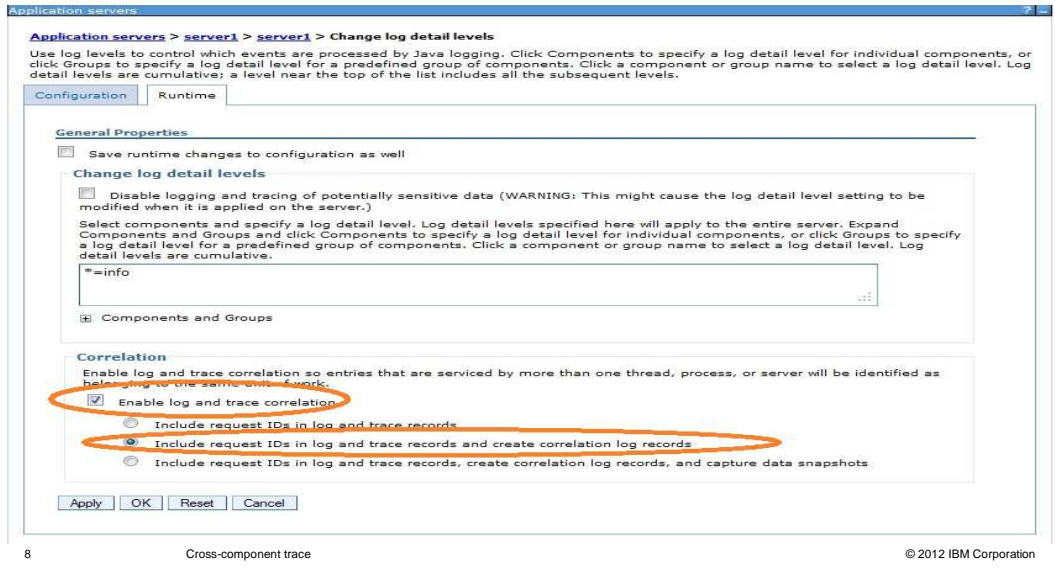 Application servers
? _
Application servers > server1 > server1 > Change log detail levels
Use log levels to control which events are processed by Java logging. Click Components to specify a log detail level for individual components, or
click Groups to specify a log detail level for a predefined group of components. Click a component or group name to select a log detail level. Log
detail levels are cumulative; a level near the top of the list includes all the subsequent levels.
Configuration Runtime
General Properties
Save runtime changes to configuration as well
Change log detail levels
Disable logging and tracing of potentially sensitive data (WARNING: This might cause the log detail level setting to be
modified when it is applied on the server.)
Select components and specify a log detail level. Log detail levels specified here will apply to the entire server. Expand
Components and Groups and click Components to specify a log detail level for individual components, or click Groups to specify
a log detail level for a predefined group of components. Click a component or group name to select a log detail level. Log
detail levels are cumulative.
*=info
Components and Groups
Correlation
Enable log and trace correlation so entries that are serviced by more than one thread, process, or server will be identified as
belonging to the same unit of work.
Enable log and trace correlation
Include request IDs in log and trace records
Include request IDs in log and trace records and create correlation log records
Include request IDs in log and trace records, create correlation log records, and capture data snapshots
Apply OK Reset Cancel
8 Cross-component trace © 2012 IBM Corporation